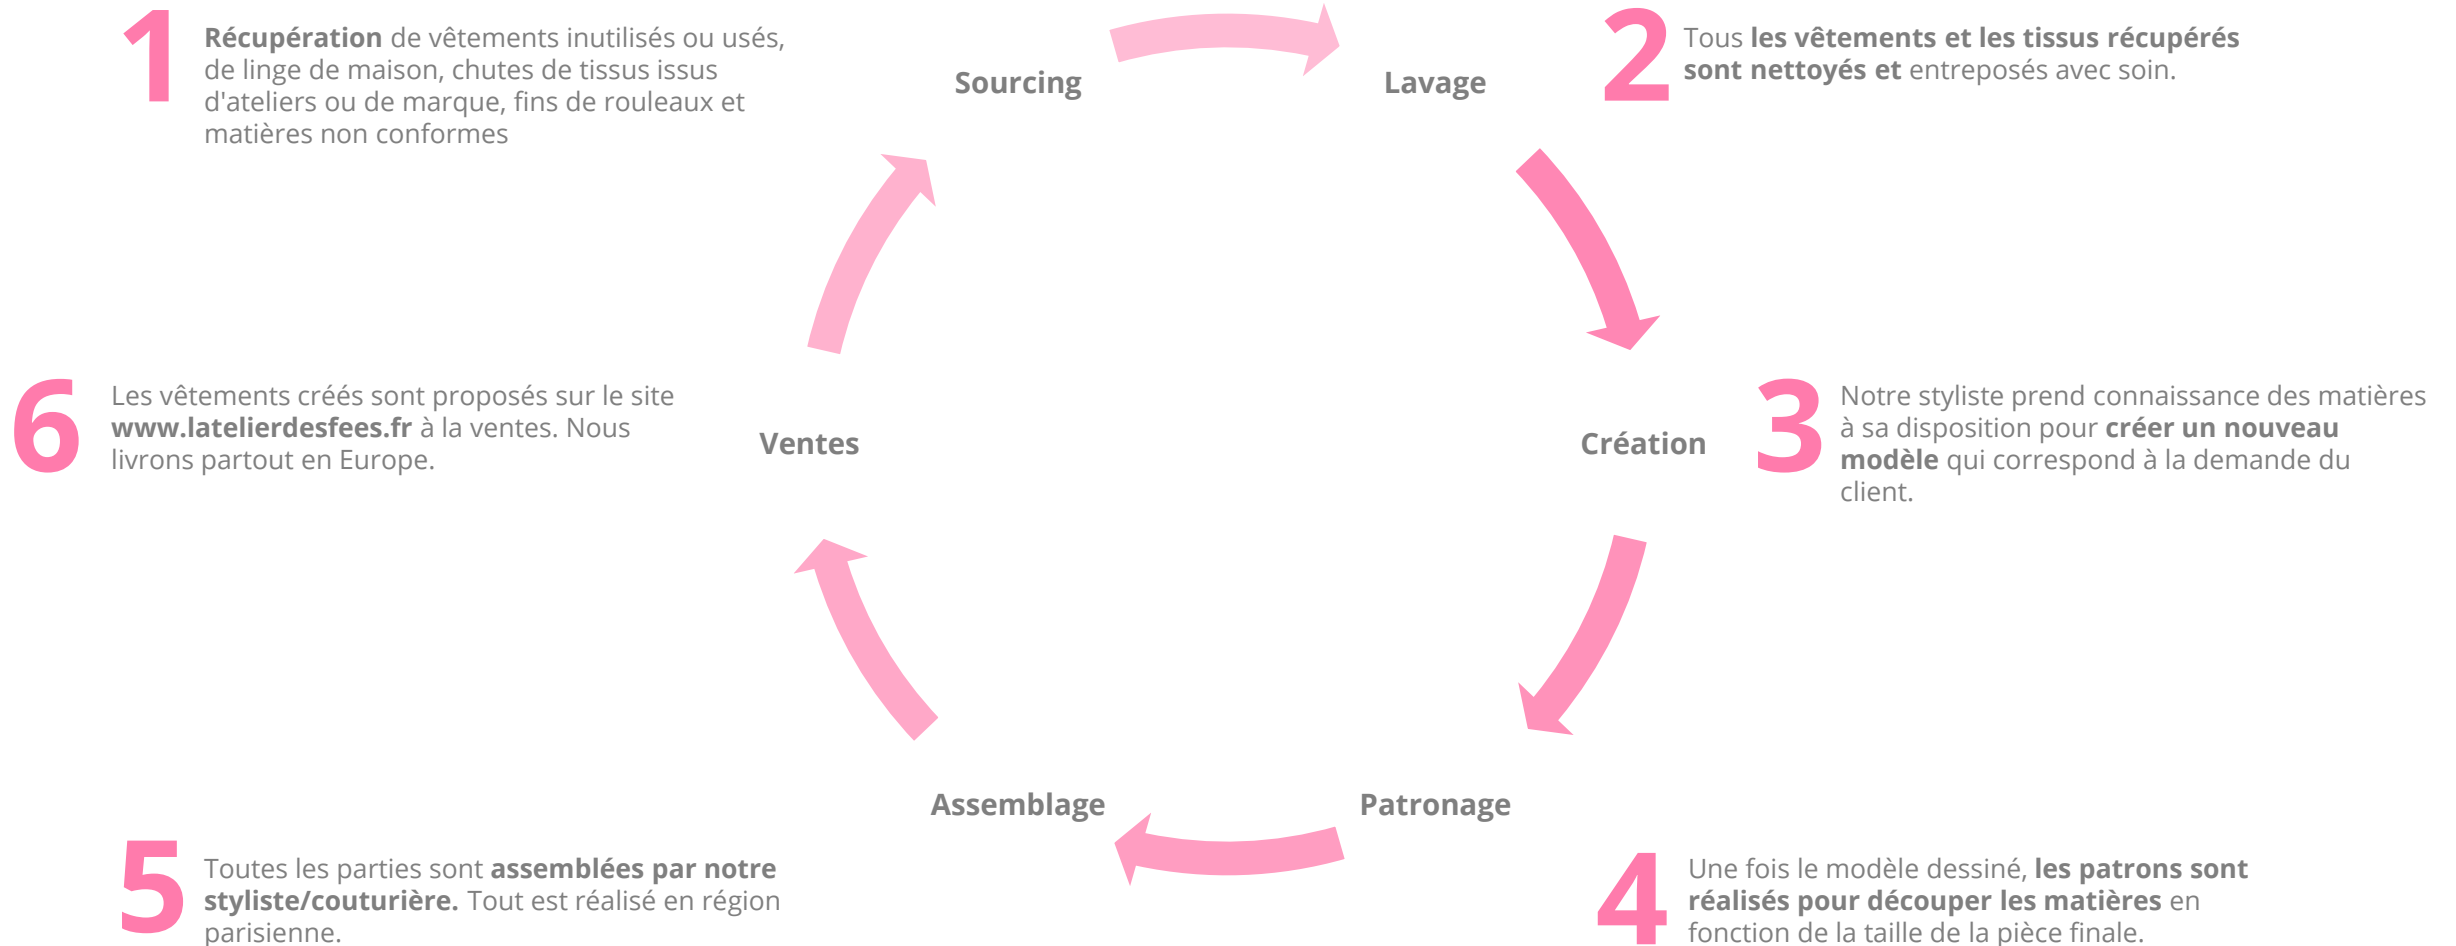 1
Récupération de vêtements inutilisés ou usés,
de linge de maison, chutes de tissus issus
d'ateliers ou de marque, fins de rouleaux et
matières non conformes
Sourcing
Lavage
2
Tous les vêtements et les tissus récupérés
sont nettoyés et entreposés avec soin.
6
Les vêtements créés sont proposés sur le site
www.latelierdesfees.fr à la ventes. Nous
livrons partout en Europe.
Ventes
Création
3
Notre styliste prend connaissance des matières
à sa disposition pour créer un nouveau
modèle qui correspond à la demande du
client.
Assemblage
Patronage
5
Toutes les parties sont assemblées par notre
styliste/couturière. Tout est réalisé en région
parisienne.
4
Une fois le modèle dessiné, les patrons sont
réalisés pour découper les matières en
fonction de la taille de la pièce finale.